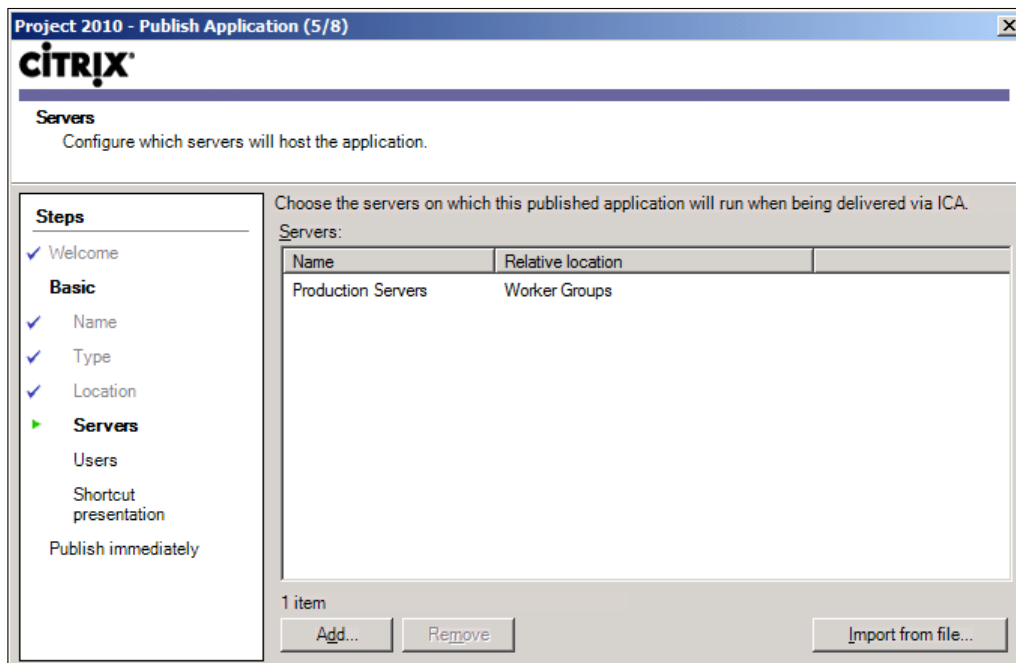 Project 2010 - Publish Application (5/8)
CİTRIX®
Servers
Configure which servers will host the application.
Steps
Welcome
Basic
Name
Type
Location
Servers
Users
Shortcut
presentation
Publish immediately
Choose the servers on which this published application will run when being delivered via ICA.
Servers:
Name Relative location
Production Servers Worker Groups
1 item
Add... Remove Import from file...